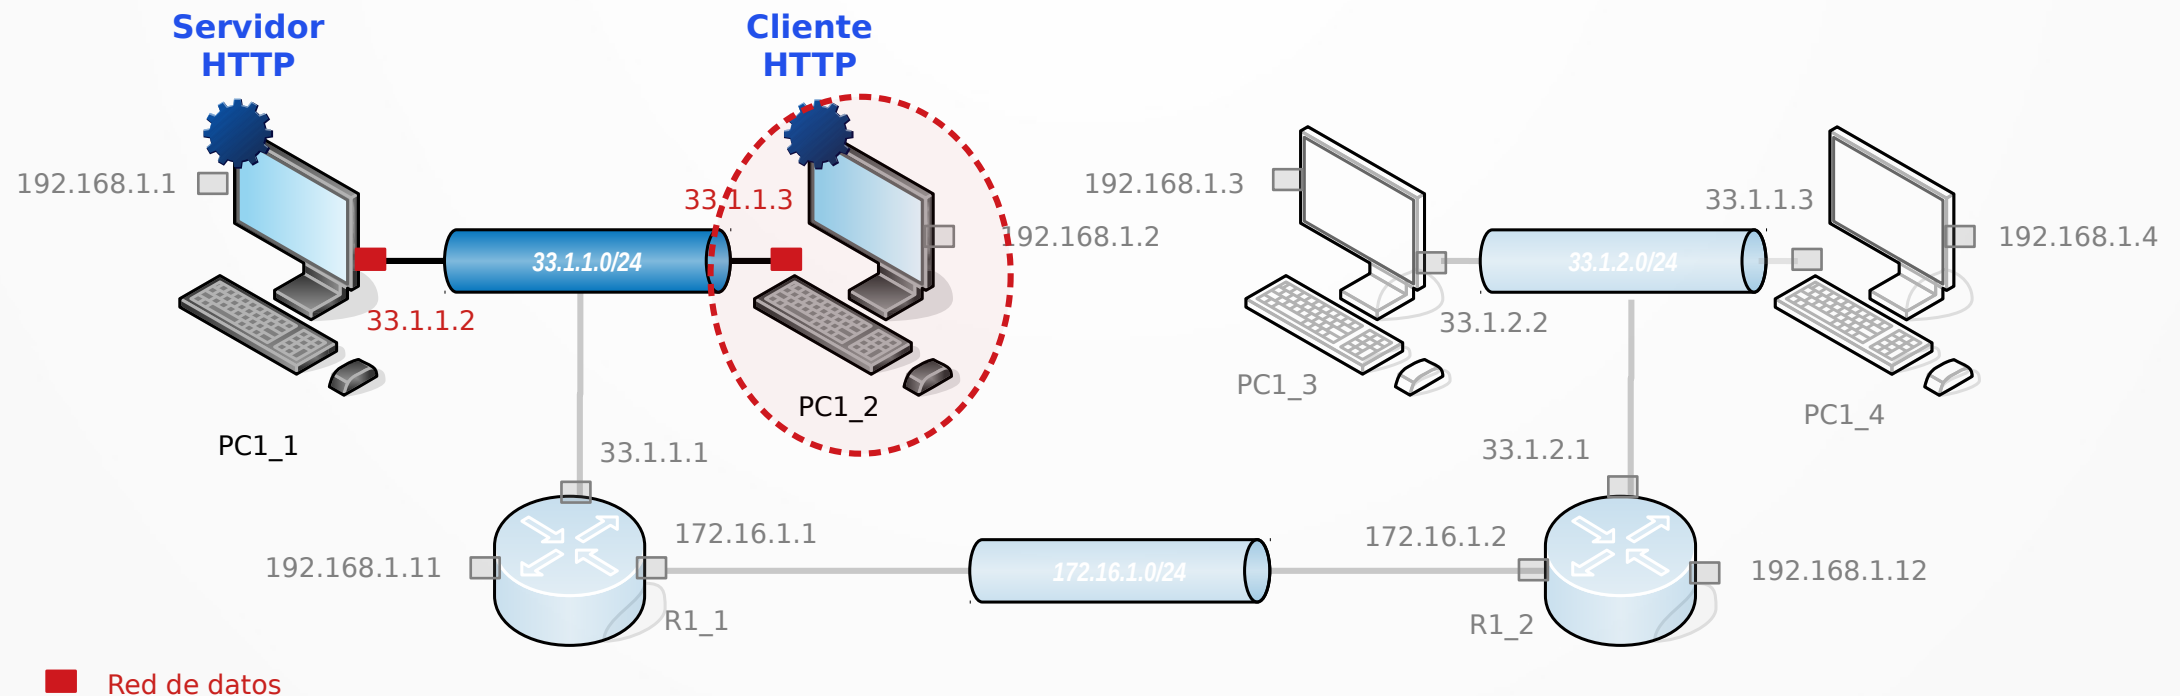 Servidor
HTTP
Cliente
HTTP
192.168.1.1
33.1.1.3
192.168.1.3
33.1.1.3
192.168.1.2
192.168.1.4
33.1.1.0/24
33.1.2.0/24
33.1.1.2
33.1.2.2
PC1_3
PC1_2
PC1_4
PC1_1
33.1.1.1
33.1.2.1
172.16.1.1
172.16.1.2
192.168.1.11
172.16.1.0/24
192.168.1.12
R1_1
R1_2
Red de datos